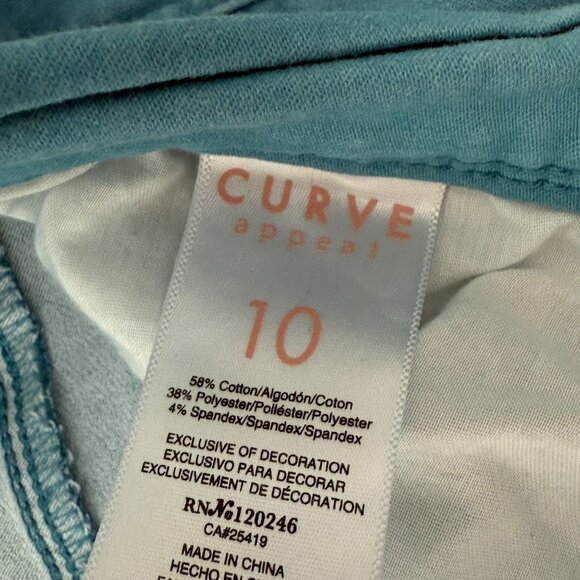 CURVE
appeal
10
58% Cotton/Algodón/Coton
38% Polyester/Poliéster/Polyester
4% Spandex/Spandex/Spandex
EXCLUSIVE OF DECORATION
EXCLUSIVO PARA DECORAR
EXCLUSIVEMENT DE DÉCORATION
RN№120246
CA#25419
MADE IN CHINA
HECHO EN